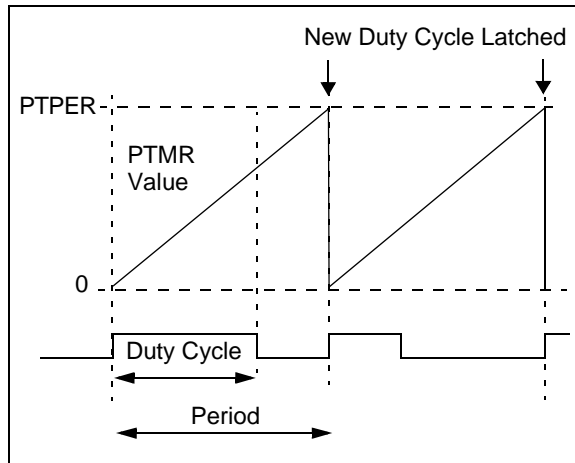 New Duty Cycle Latched
PTPER
PTMR
Value
0
Duty Cycle
Period